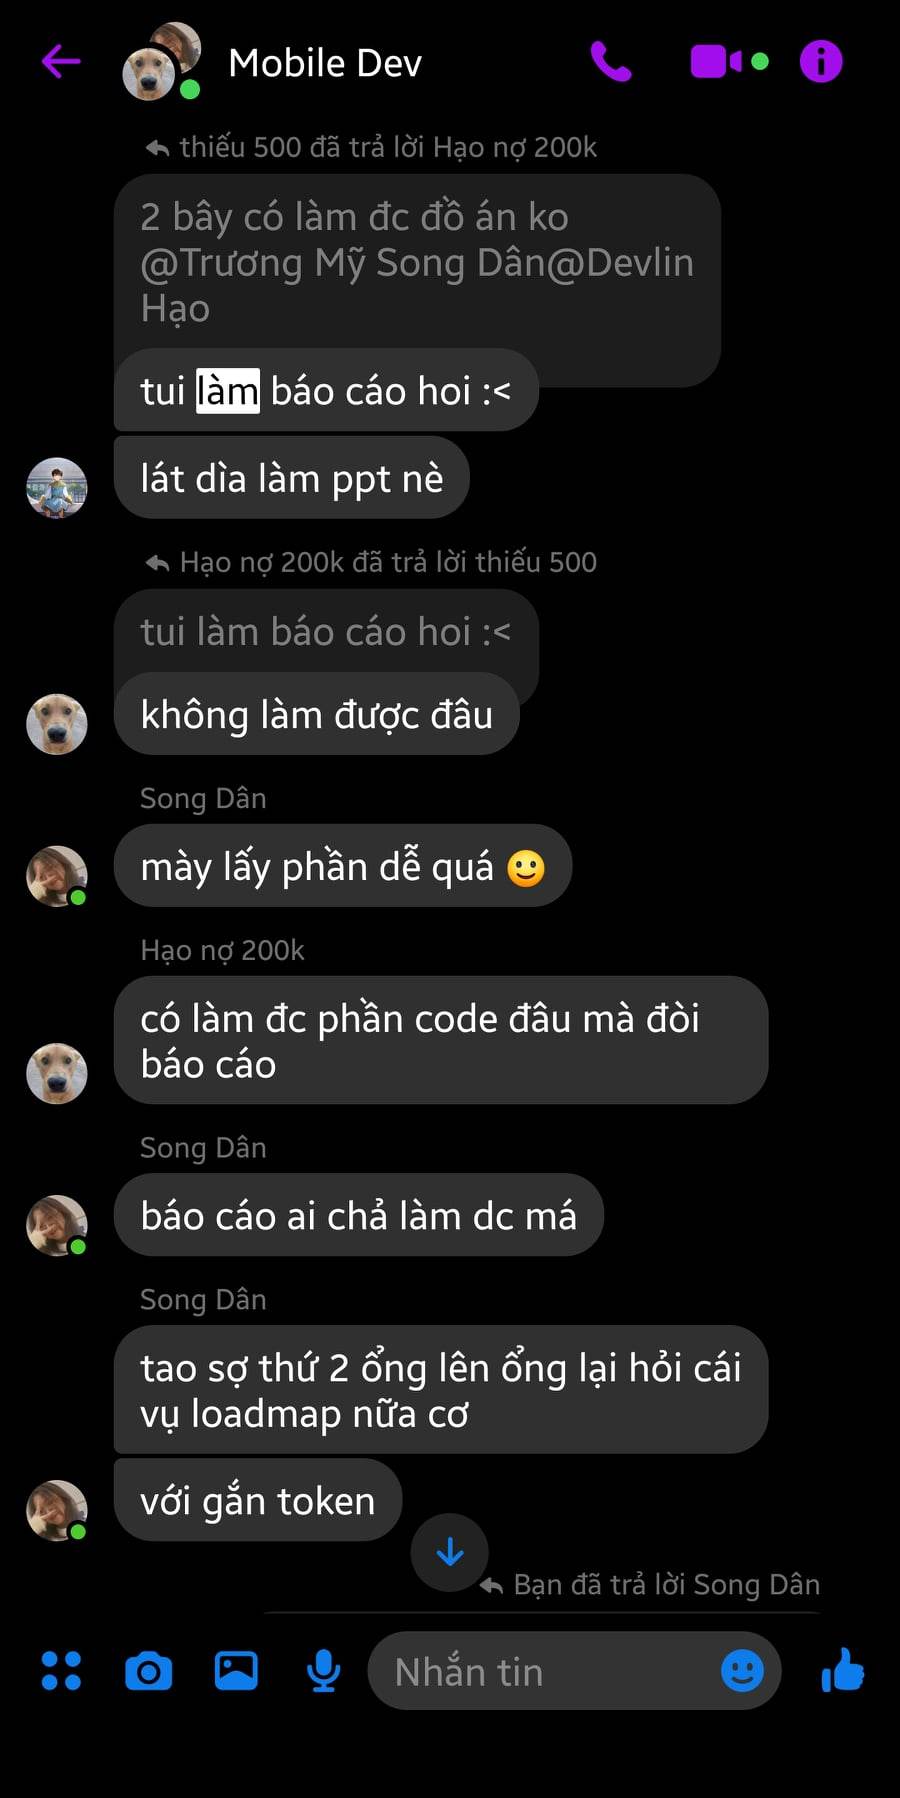 Mobile Dev
thiếu 500 đã trả lời Hạo nợ 200k
2 bây có làm đc đồ án ko
@Trương Mỹ Song Dân@Devlin
Hạo
tui làm báo cáo hoi :<
lát dìa làm ppt nè
Hạo nợ 200k đã trả lời thiếu 500
tui làm báo cáo hoi :<
không làm được đâu
Song Dân
mày lấy phần dễ quá 🙂
Hạo nợ 200k
có làm đc phần code đâu mà đòi
báo cáo
Song Dân
báo cáo ai chả làm dc má
Song Dân
tao sợ thứ 2 ổng lên ổng lại hỏi cái
vụ loadmap nữa cơ
với gắn token
Bạn đã trả lời Song Dân
Nhắn tin